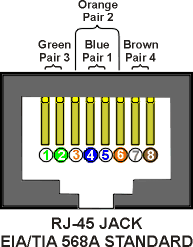 Orange
Pair 2
Green Blue Brown
Pair 3 Pair 1 Pair 4
1 2 3 4 5 6 7 8
RJ-45 JACK
EIA/TIA 568A STANDARD